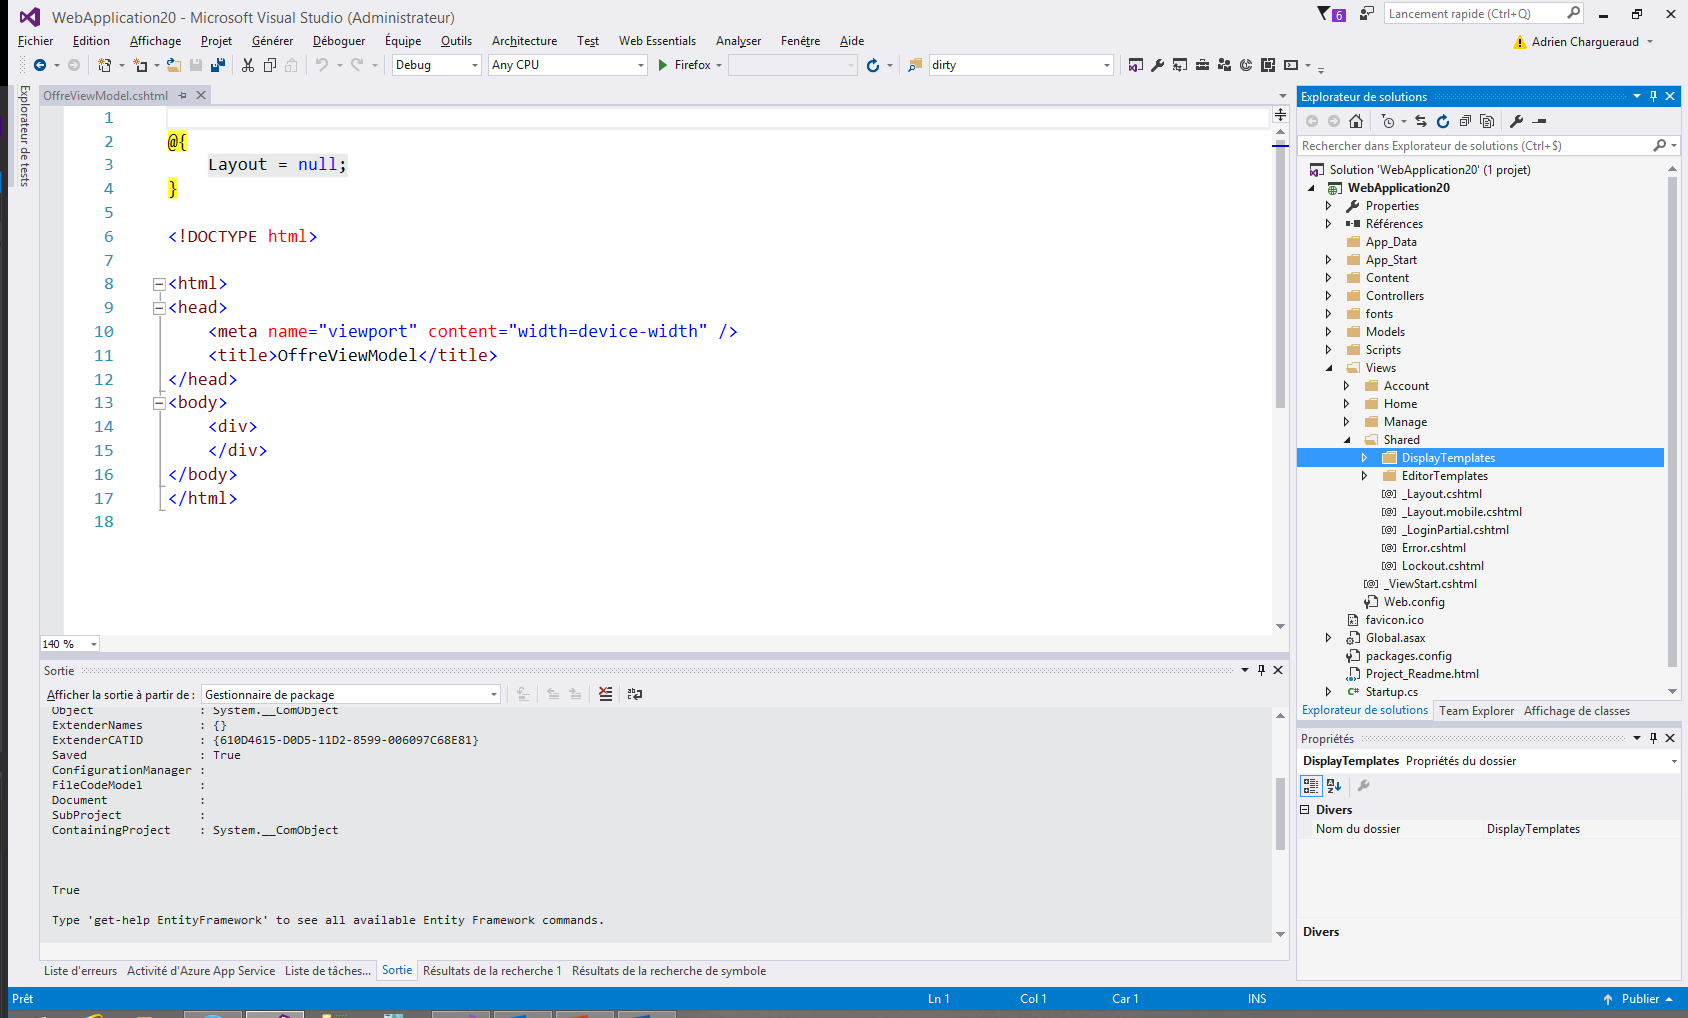 WebApplication20 - Microsoft Visual Studio (Administrateur)
6
Lancement rapide (Ctrl+Q)
Fichier Edition Affichage Projet Générer Déboguer Équipe Outils Architecture Test Web Essentials Analyser Fenêtre Aide
Adrien Chargueraud
Debug Any CPU Firefox dirty
Explorateur de tests
OffreViewModel.cshtml
1
2 @{
3 Layout = null;
4 }
5
6 <!DOCTYPE html>
7
8 <html>
9 <head>
10 <meta name="viewport" content="width=device-width" />
11 <title>OffreViewModel</title>
12 </head>
13 <body>
14 <div>
15 </div>
16 </body>
17 </html>
18
140 %
Sortie
Afficher la sortie à partir de : Gestionnaire de package
Object : System.__ComObject
ExtenderNames : {}
ExtenderCATID : {610D4615-D0D5-11D2-8599-006097C68E81}
Saved : True
ConfigurationManager :
FileCodeModel :
Document :
SubProject :
ContainingProject : System.__ComObject
True
Type 'get-help EntityFramework' to see all available Entity Framework commands.
Liste d'erreurs Activité d'Azure App Service Liste de tâches... Sortie Résultats de la recherche 1 Résultats de la recherche de symbole
Explorateur de solutions
Rechercher dans Explorateur de solutions (Ctrl+$)
Solution 'WebApplication20' (1 projet)
WebApplication20
Properties
Références
App_Data
App_Start
Content
Controllers
fonts
Models
Scripts
Views
Account
Home
Manage
Shared
DisplayTemplates
EditorTemplates
_Layout.cshtml
_Layout.mobile.cshtml
_LoginPartial.cshtml
Error.cshtml
Lockout.cshtml
_ViewStart.cshtml
Web.config
favicon.ico
Global.asax
packages.config
Project_Readme.html
Startup.cs
Explorateur de solutions Team Explorer Affichage de classes
Propriétés
DisplayTemplates Propriétés du dossier
Divers
Nom du dossier DisplayTemplates
Divers
Prêt Ln 1 Col 1 Car 1 INS Publier